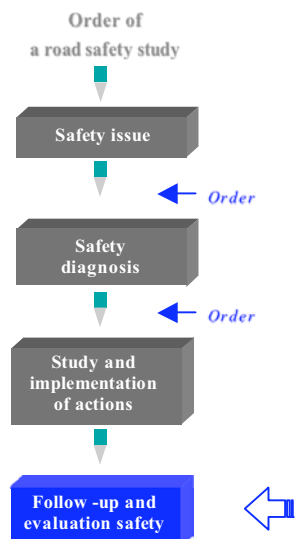 Order of
a road safety study
Safety issue
Order
Safety
diagnosis
Order
Study and
implementation
of actions
Follow -up and
evaluation safety